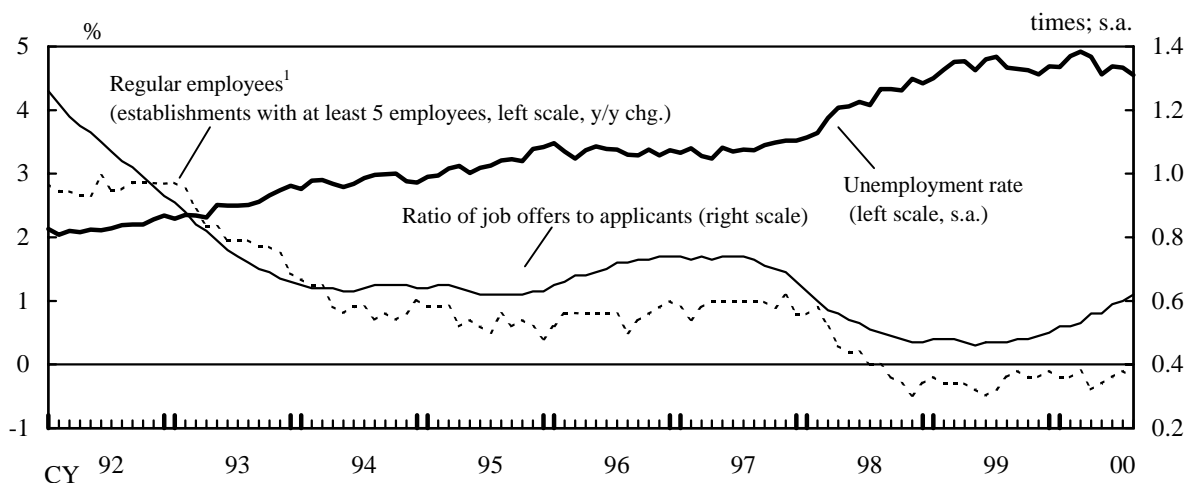 %
times; s.a.
5
4
3
2
1
0
-1
1.4
1.2
1.0
0.8
0.6
0.4
0.2
Regular employees1
(establishments with at least 5 employees, left scale, y/y chg.)
Unemployment rate
(left scale, s.a.)
Ratio of job offers to applicants (right scale)
CY 92 93 94 95 96 97 98 99 00